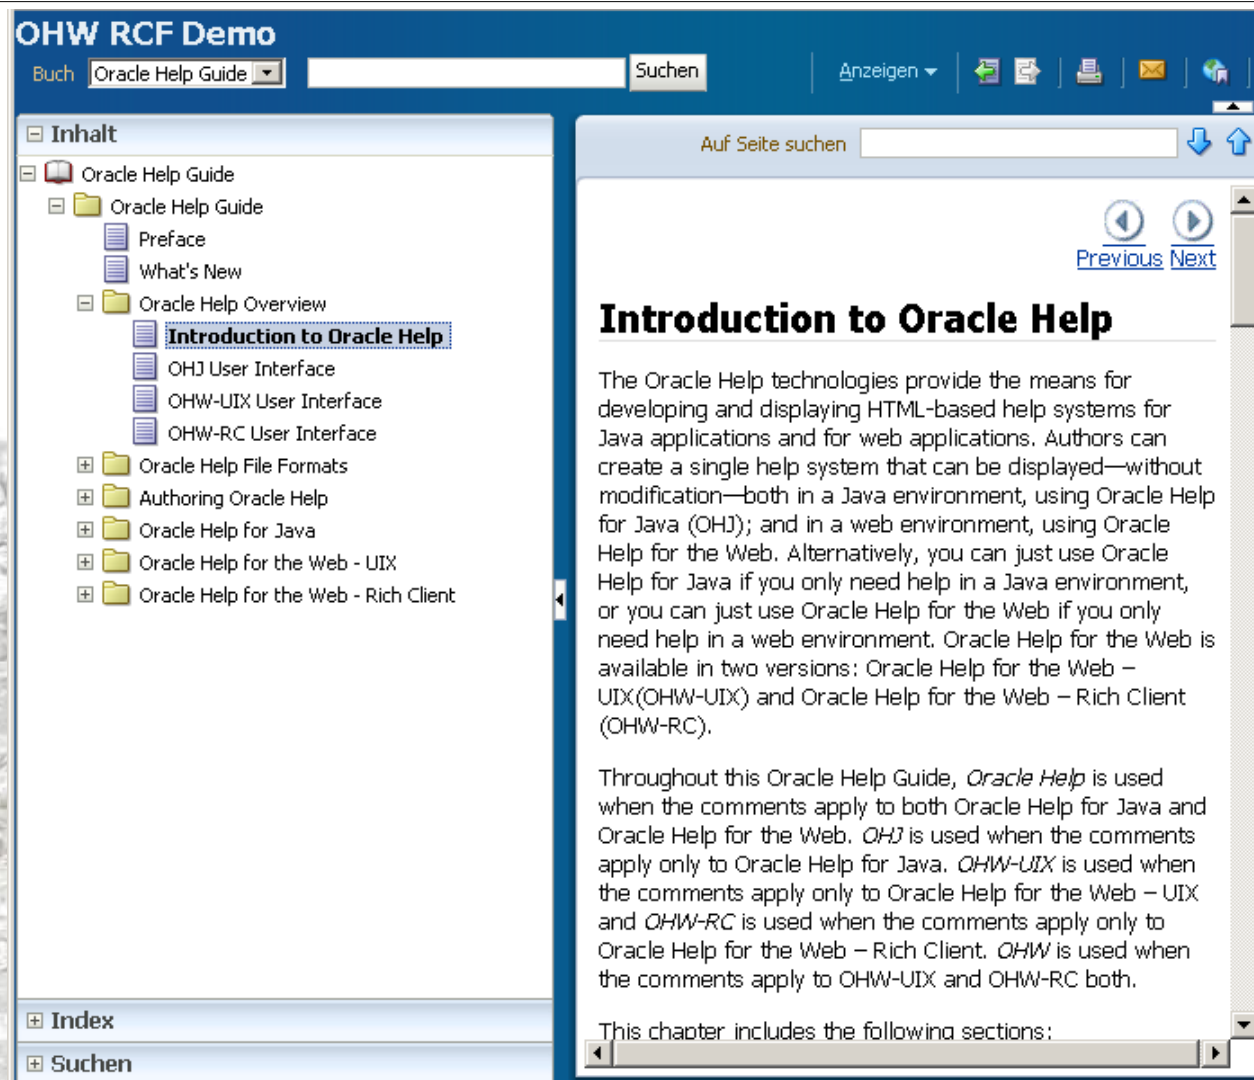 OHW RCF Demo
Buch Oracle Help Guide Suchen Anzeigen
Inhalt
Oracle Help Guide
Oracle Help Guide
Preface
What's New
Oracle Help Overview
Introduction to Oracle Help
OHJ User Interface
OHW-UIX User Interface
OHW-RC User Interface
Oracle Help File Formats
Authoring Oracle Help
Oracle Help for Java
Oracle Help for the Web - UIX
Oracle Help for the Web - Rich Client
Index
Suchen
Auf Seite suchen
Previous Next
Introduction to Oracle Help
The Oracle Help technologies provide the means for
developing and displaying HTML-based help systems for
Java applications and for web applications. Authors can
create a single help system that can be displayed—without
modification—both in a Java environment, using Oracle Help
for Java (OHJ); and in a web environment, using Oracle
Help for the Web. Alternatively, you can just use Oracle
Help for Java if you only need help in a Java environment,
or you can just use Oracle Help for the Web if you only
need help in a web environment. Oracle Help for the Web is
available in two versions: Oracle Help for the Web –
UIX(OHW-UIX) and Oracle Help for the Web – Rich Client
(OHW-RC).
Throughout this Oracle Help Guide, Oracle Help is used
when the comments apply to both Oracle Help for Java and
Oracle Help for the Web. OHJ is used when the comments
apply only to Oracle Help for Java. OHW-UIX is used when
the comments apply only to Oracle Help for the Web – UIX
and OHW-RC is used when the comments apply only to
Oracle Help for the Web – Rich Client. OHW is used when
the comments apply to OHW-UIX and OHW-RC both.
This chapter includes the following sections: